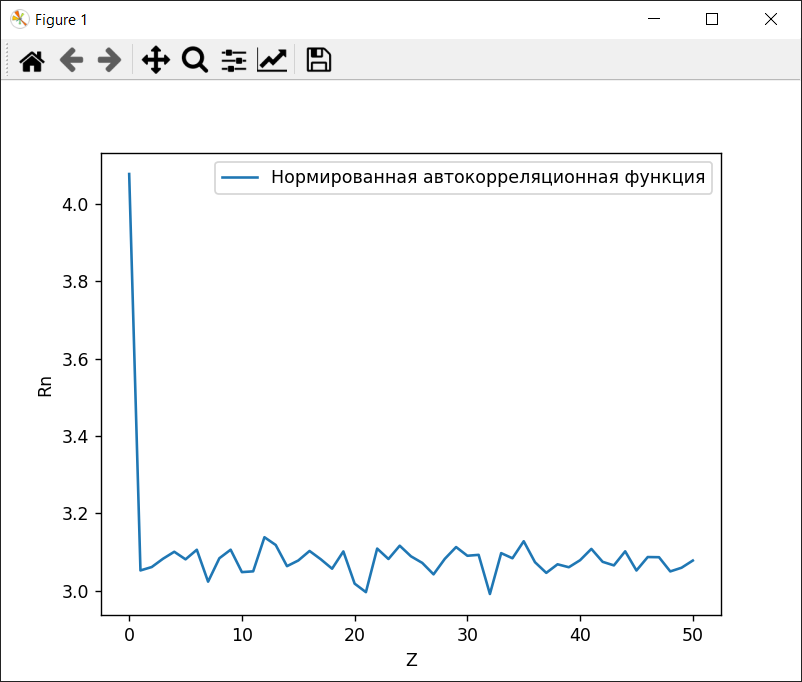 Figure 1
Нормированная автокорреляционная функция
4.0
3.8
3.6
3.4
3.2
3.0
Rn
0 10 20 30 40 50
Z